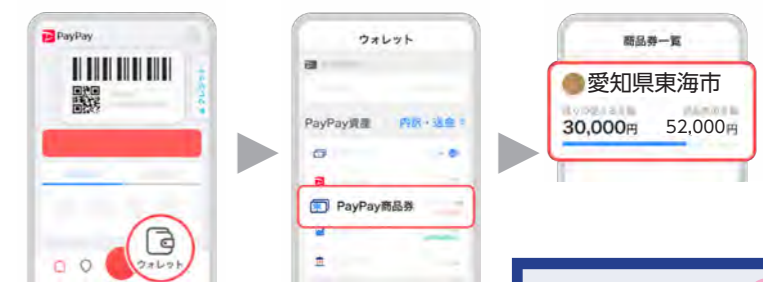 PayPay
ウォレット
ウォレット
PayPay資産
内訳・送金
PayPay商品券
商品券一覧
愛知県東海市
30,000円
52,000円